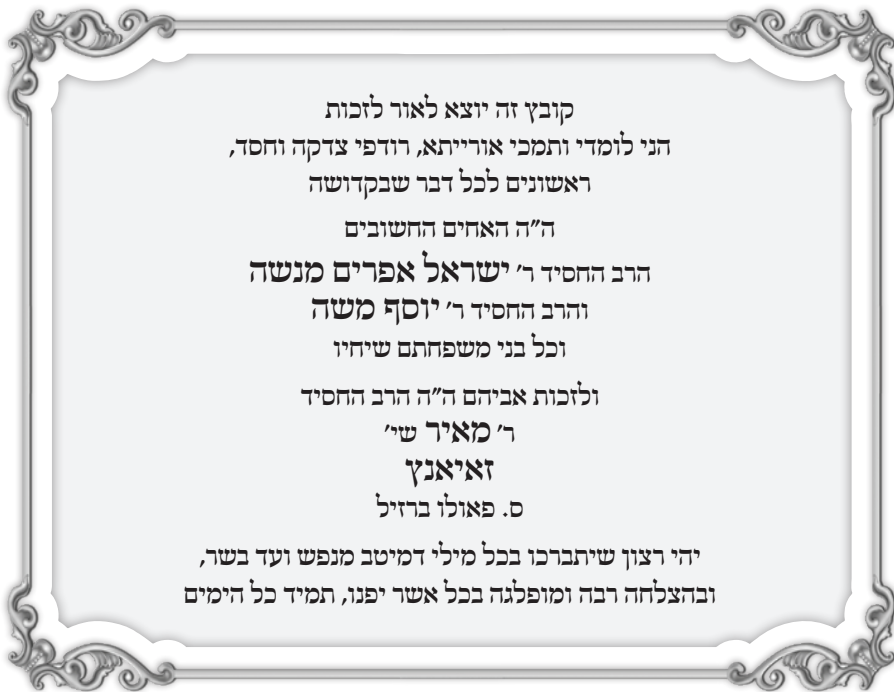 קובץ זה יוצא לאור לזכות
הני לומדי ותמכי אורייתא, רודפי צדקה וחסד,
ראשונים לכל דבר שבקדושה
ה״ה האחים החשובים
הרב החסיד ר׳ ישראל אפרים מנשה
והרב החסיד ר׳ יוסף משה
וכל בני משפחתם שיחיו
ולזכות אביהם ה״ה הרב החסיד
ר׳ מאיר שי׳
זאיאנץ
ס. פאולו ברזיל
יהי רצון שיתברכו בכל מילי דמיטב מנפש ועד בשר,
ובהצלחה רבה ומופלגה בכל אשר יפנו, תמיד כל הימים